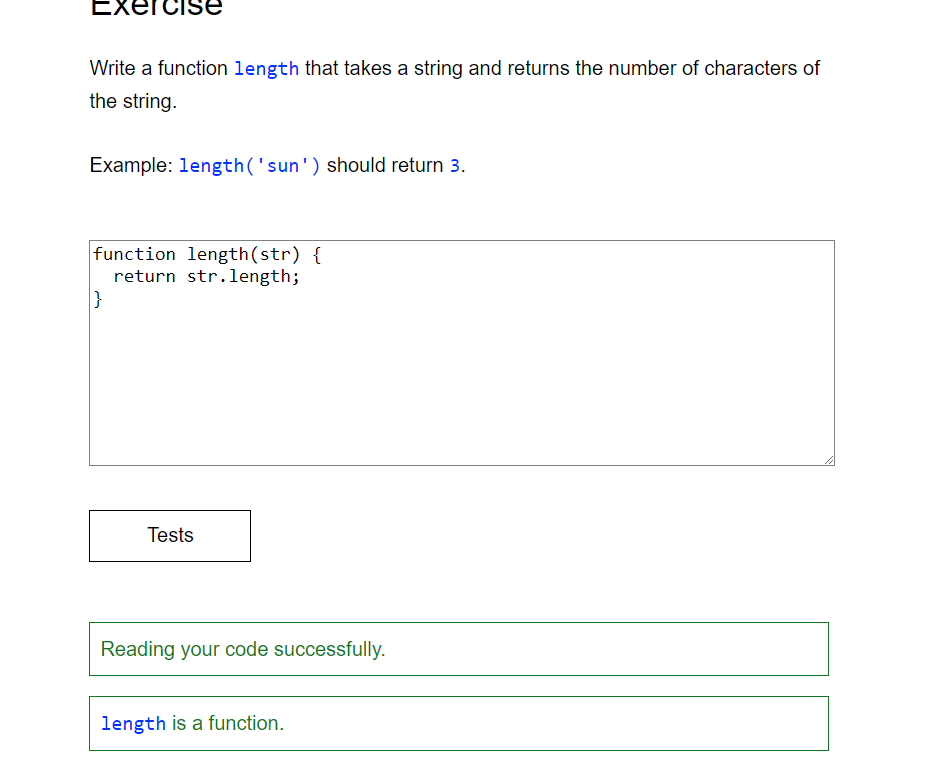 Exercise
Write a function length that takes a string and returns the number of characters of
the string.
Example: length('sun') should return 3.
function length(str) {
  return str.length;
}
Tests
Reading your code successfully.
length is a function.